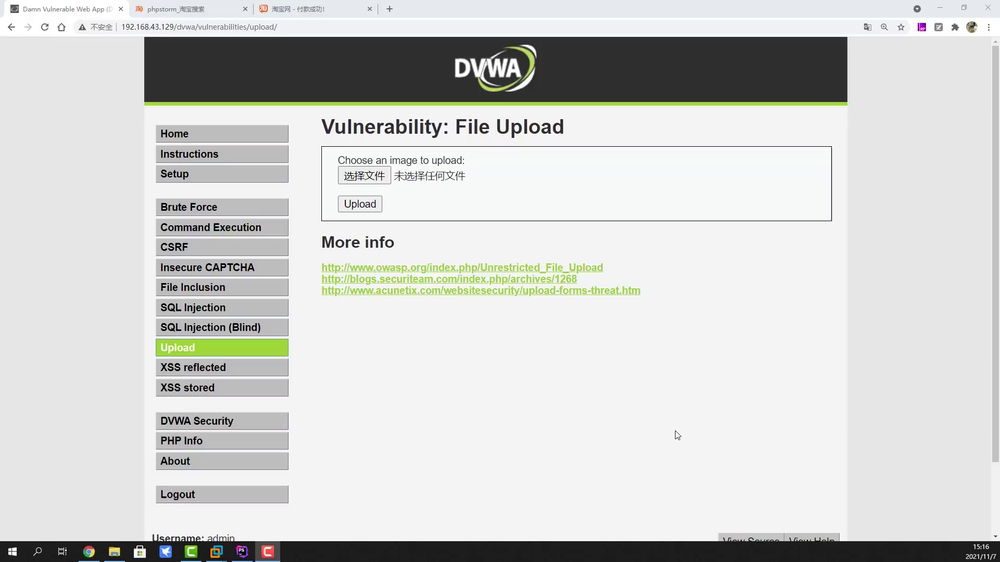 Damn Vulnerable Web App (D
phpstorm_淘宝搜索
淘宝网 - 付款成功!
不安全
192.168.43.129/dvwa/vulnerabilities/upload/
DVWA
Home
Instructions
Setup
Brute Force
Command Execution
CSRF
Insecure CAPTCHA
File Inclusion
SQL Injection
SQL Injection (Blind)
Upload
XSS reflected
XSS stored
DVWA Security
PHP Info
About
Logout
Username: admin
Vulnerability: File Upload
Choose an image to upload:
选择文件 未选择任何文件
Upload
More info
http://www.owasp.org/index.php/Unrestricted_File_Upload
http://blogs.securiteam.com/index.php/archives/1268
http://www.acunetix.com/websitesecurity/upload-forms-threat.htm
View Source View Help
15:16
2021/11/7